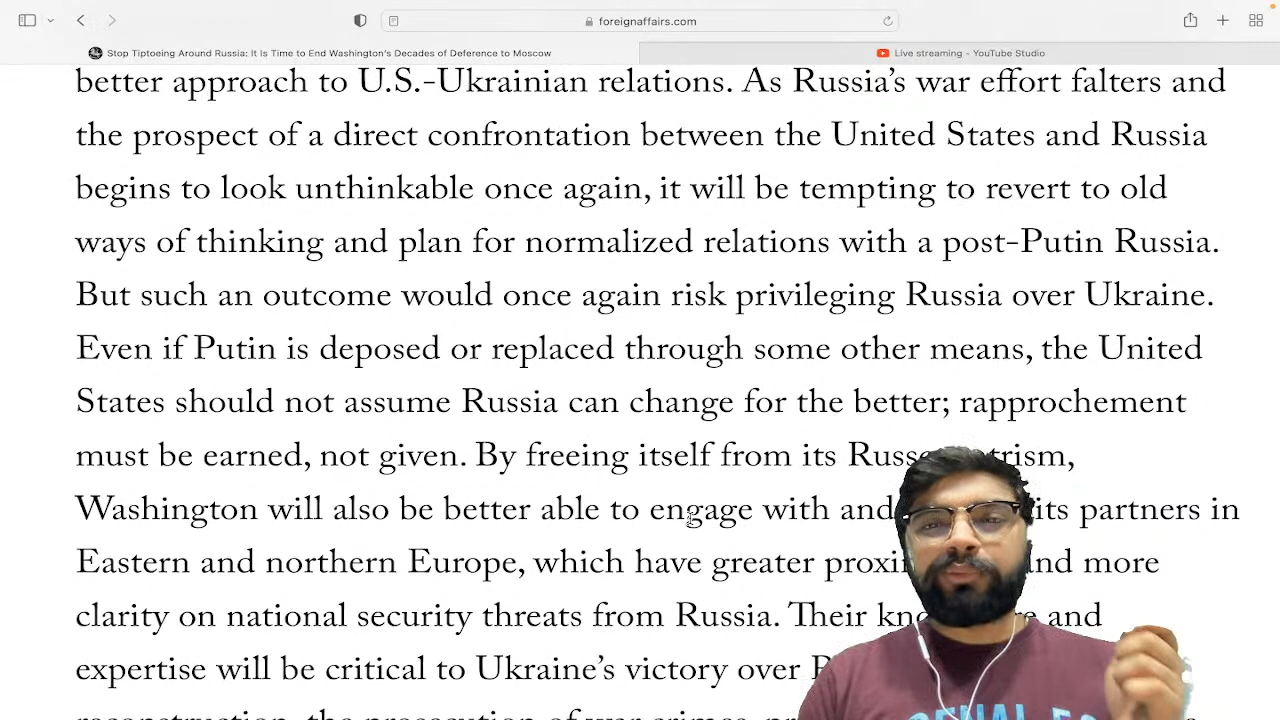 foreignaffairs.com
Stop Tiptoeing Around Russia: It Is Time to End Washington's Decades of Deference to Moscow
Live streaming - YouTube Studio
better approach to U.S.-Ukrainian relations. As Russia's war effort falters and
the prospect of a direct confrontation between the United States and Russia
begins to look unthinkable once again, it will be tempting to revert to old
ways of thinking and plan for normalized relations with a post-Putin Russia.
But such an outcome would once again risk privileging Russia over Ukraine.
Even if Putin is deposed or replaced through some other means, the United
States should not assume Russia can change for the better; rapprochement
must be earned, not given. By freeing itself from its
Washington will also be better able to engage with and its partners in
Eastern and northern Europe, which have greater and more
clarity on national security threats from Russia. Their and
expertise will be critical to Ukraine's victory over
reconstruction, the prosecution of war crimes,